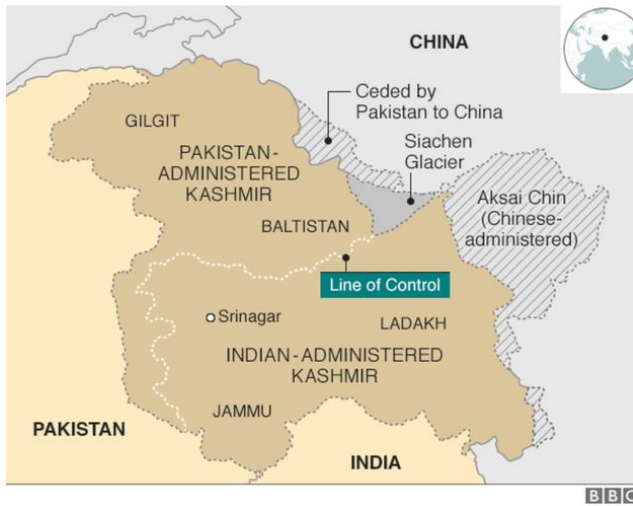 CHINA
Ceded by
Pakistan to China
GILGIT
Siachen
Glacier
PAKISTAN-
ADMINISTERED
KASHMIR
Aksai Chin
(Chinese-
administered)
BALTISTAN
Line of Control
Srinagar
LADAKH
INDIAN-ADMINISTERED
KASHMIR
JAMMU
PAKISTAN
INDIA
BBC